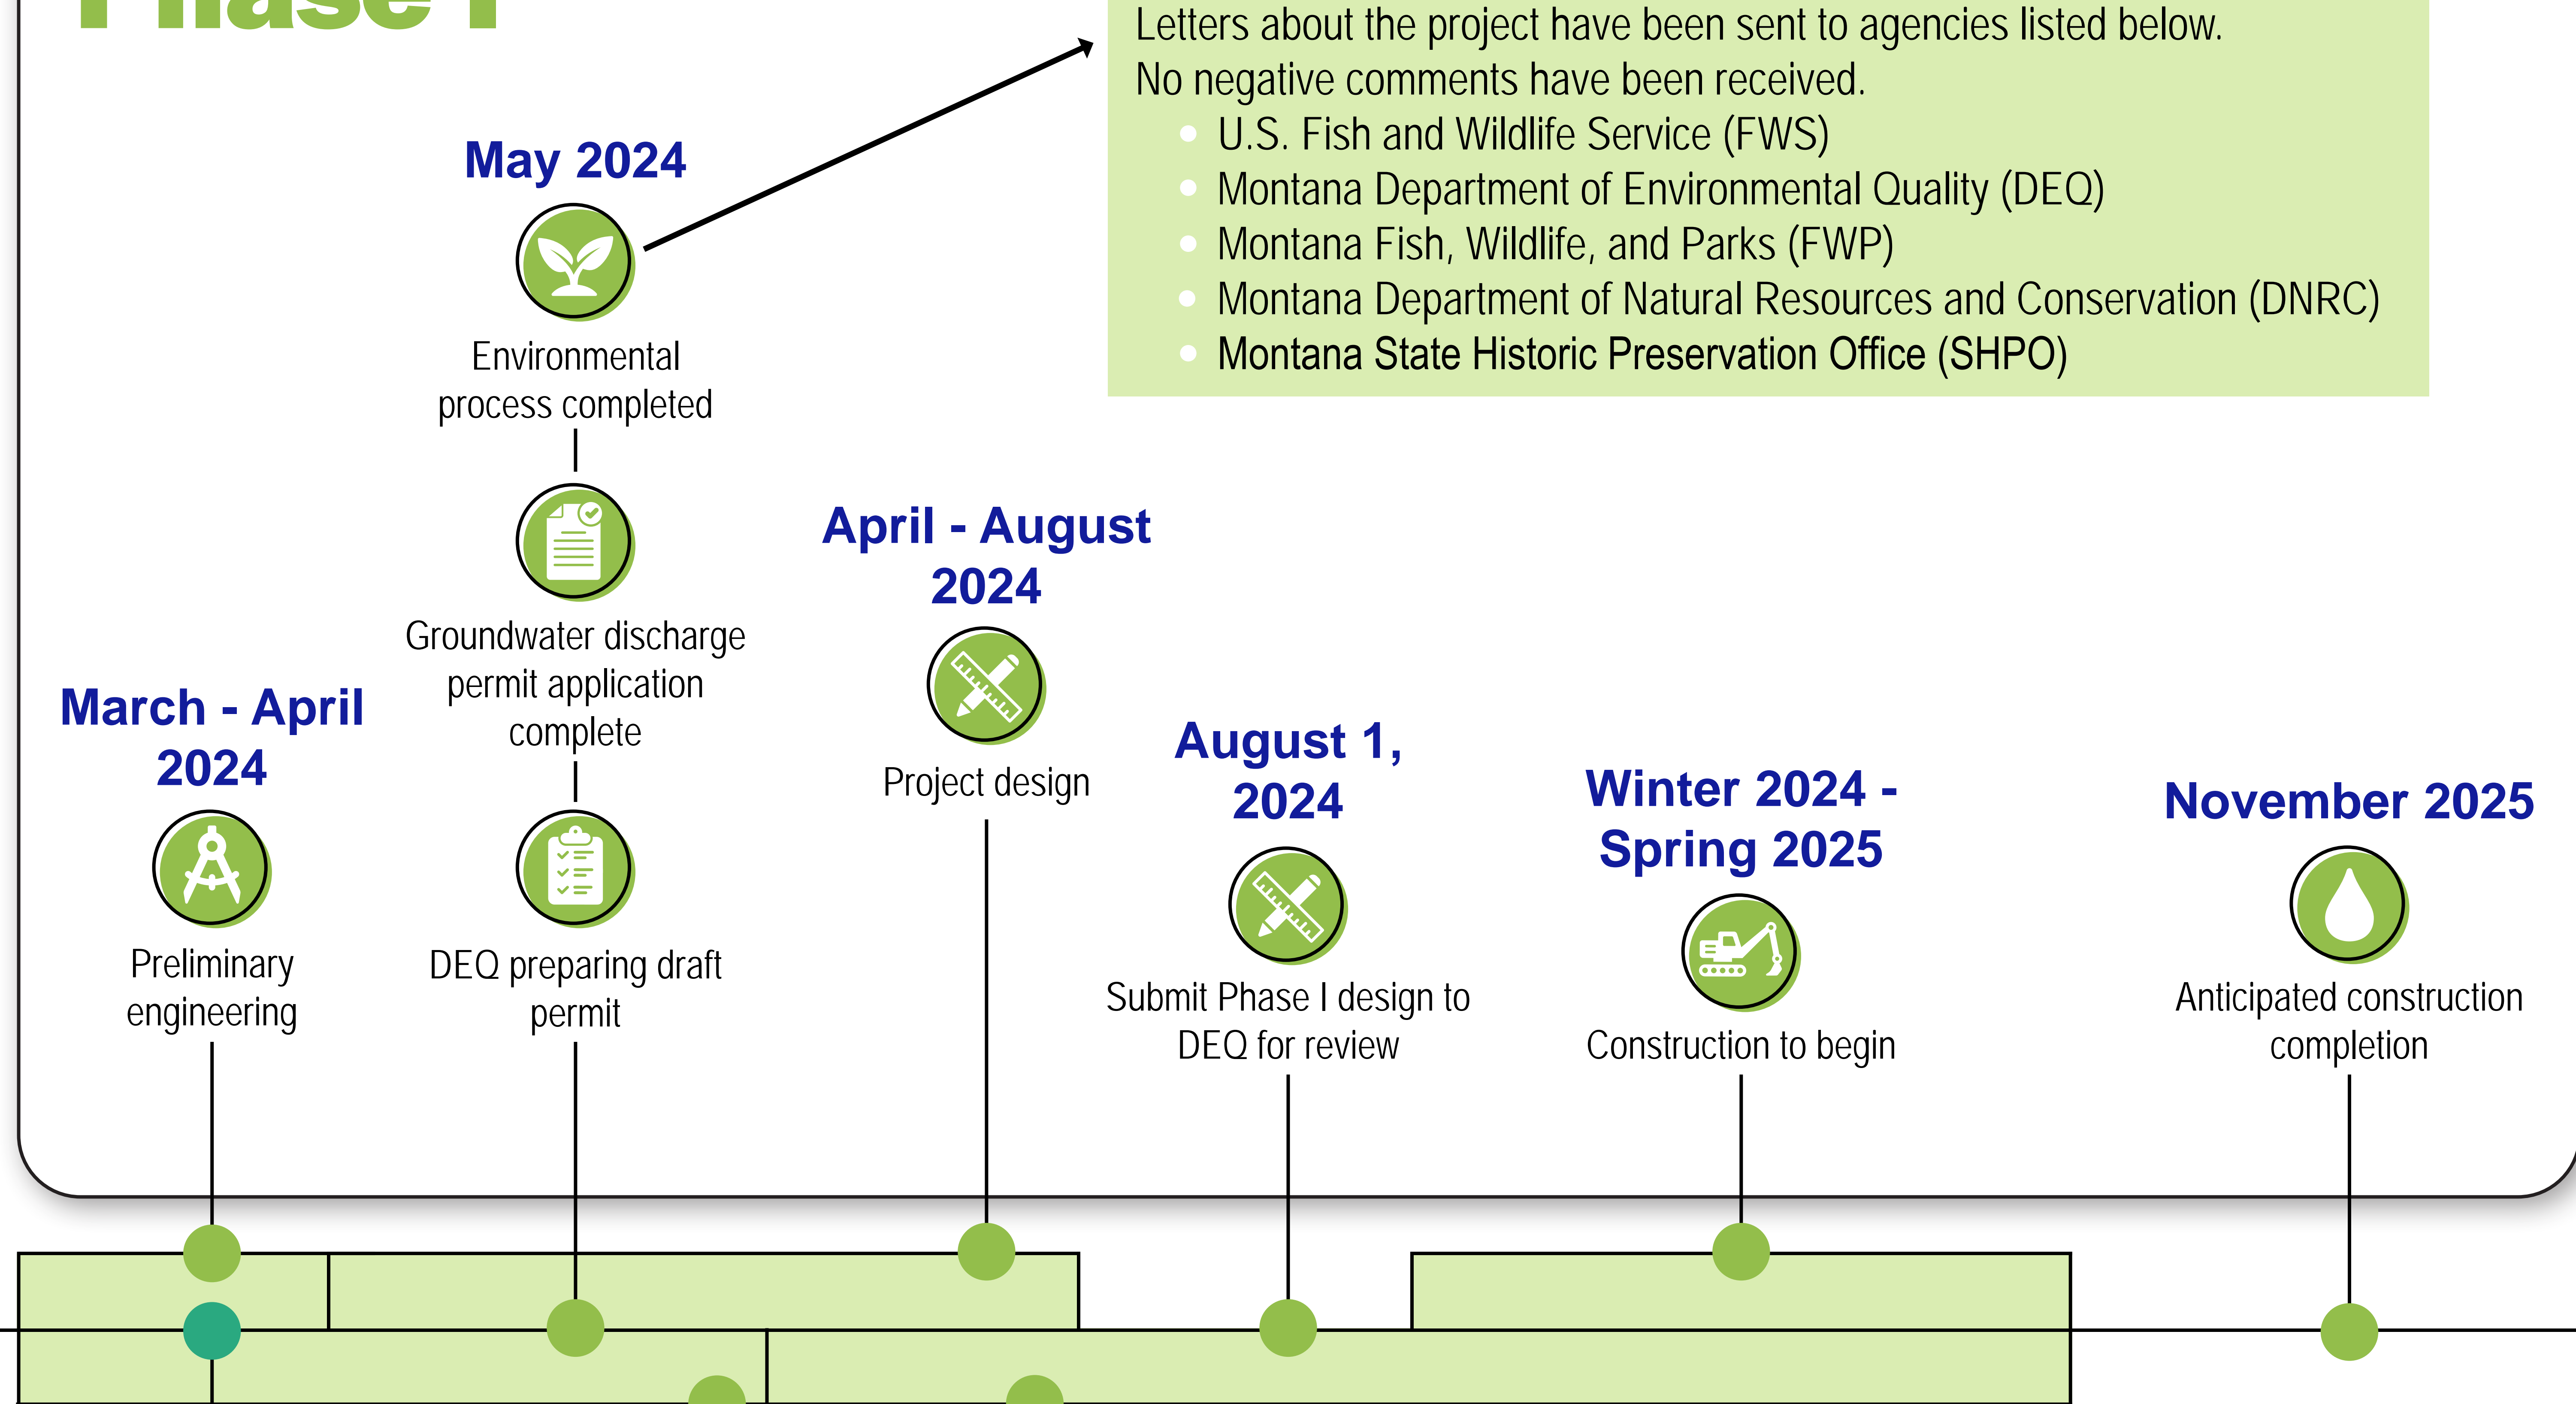 Phase I
Letters about the project have been sent to agencies listed below.
No negative comments have been received.
U.S. Fish and Wildlife Service (FWS)
Montana Department of Environmental Quality (DEQ)
Montana Fish, Wildlife, and Parks (FWP)
Montana Department of Natural Resources and Conservation (DNRC)
Montana State Historic Preservation Office (SHPO)
March - April
2024
Preliminary
engineering
May 2024
Environmental
process completed
Groundwater discharge
permit application
complete
DEQ preparing draft
permit
April - August
2024
Project design
August 1,
2024
Submit Phase I design to
DEQ for review
Winter 2024 -
Spring 2025
Construction to begin
November 2025
Anticipated construction
completion